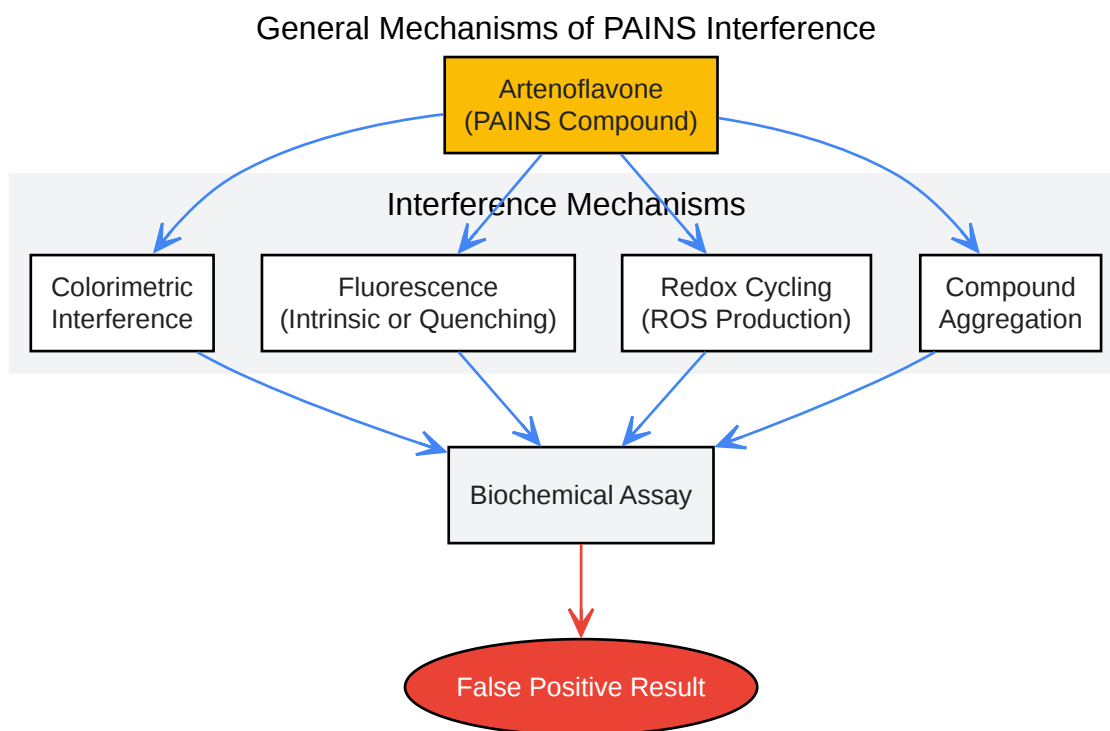 General Mechanisms of PAINS Interference
Artenoflavone
(PAINS Compound)
Interference Mechanisms
Colorimetric
Interference
Fluorescence
(Intrinsic or Quenching)
Redox Cycling
(ROS Production)
Compound
Aggregation
Biochemical Assay
False Positive Result